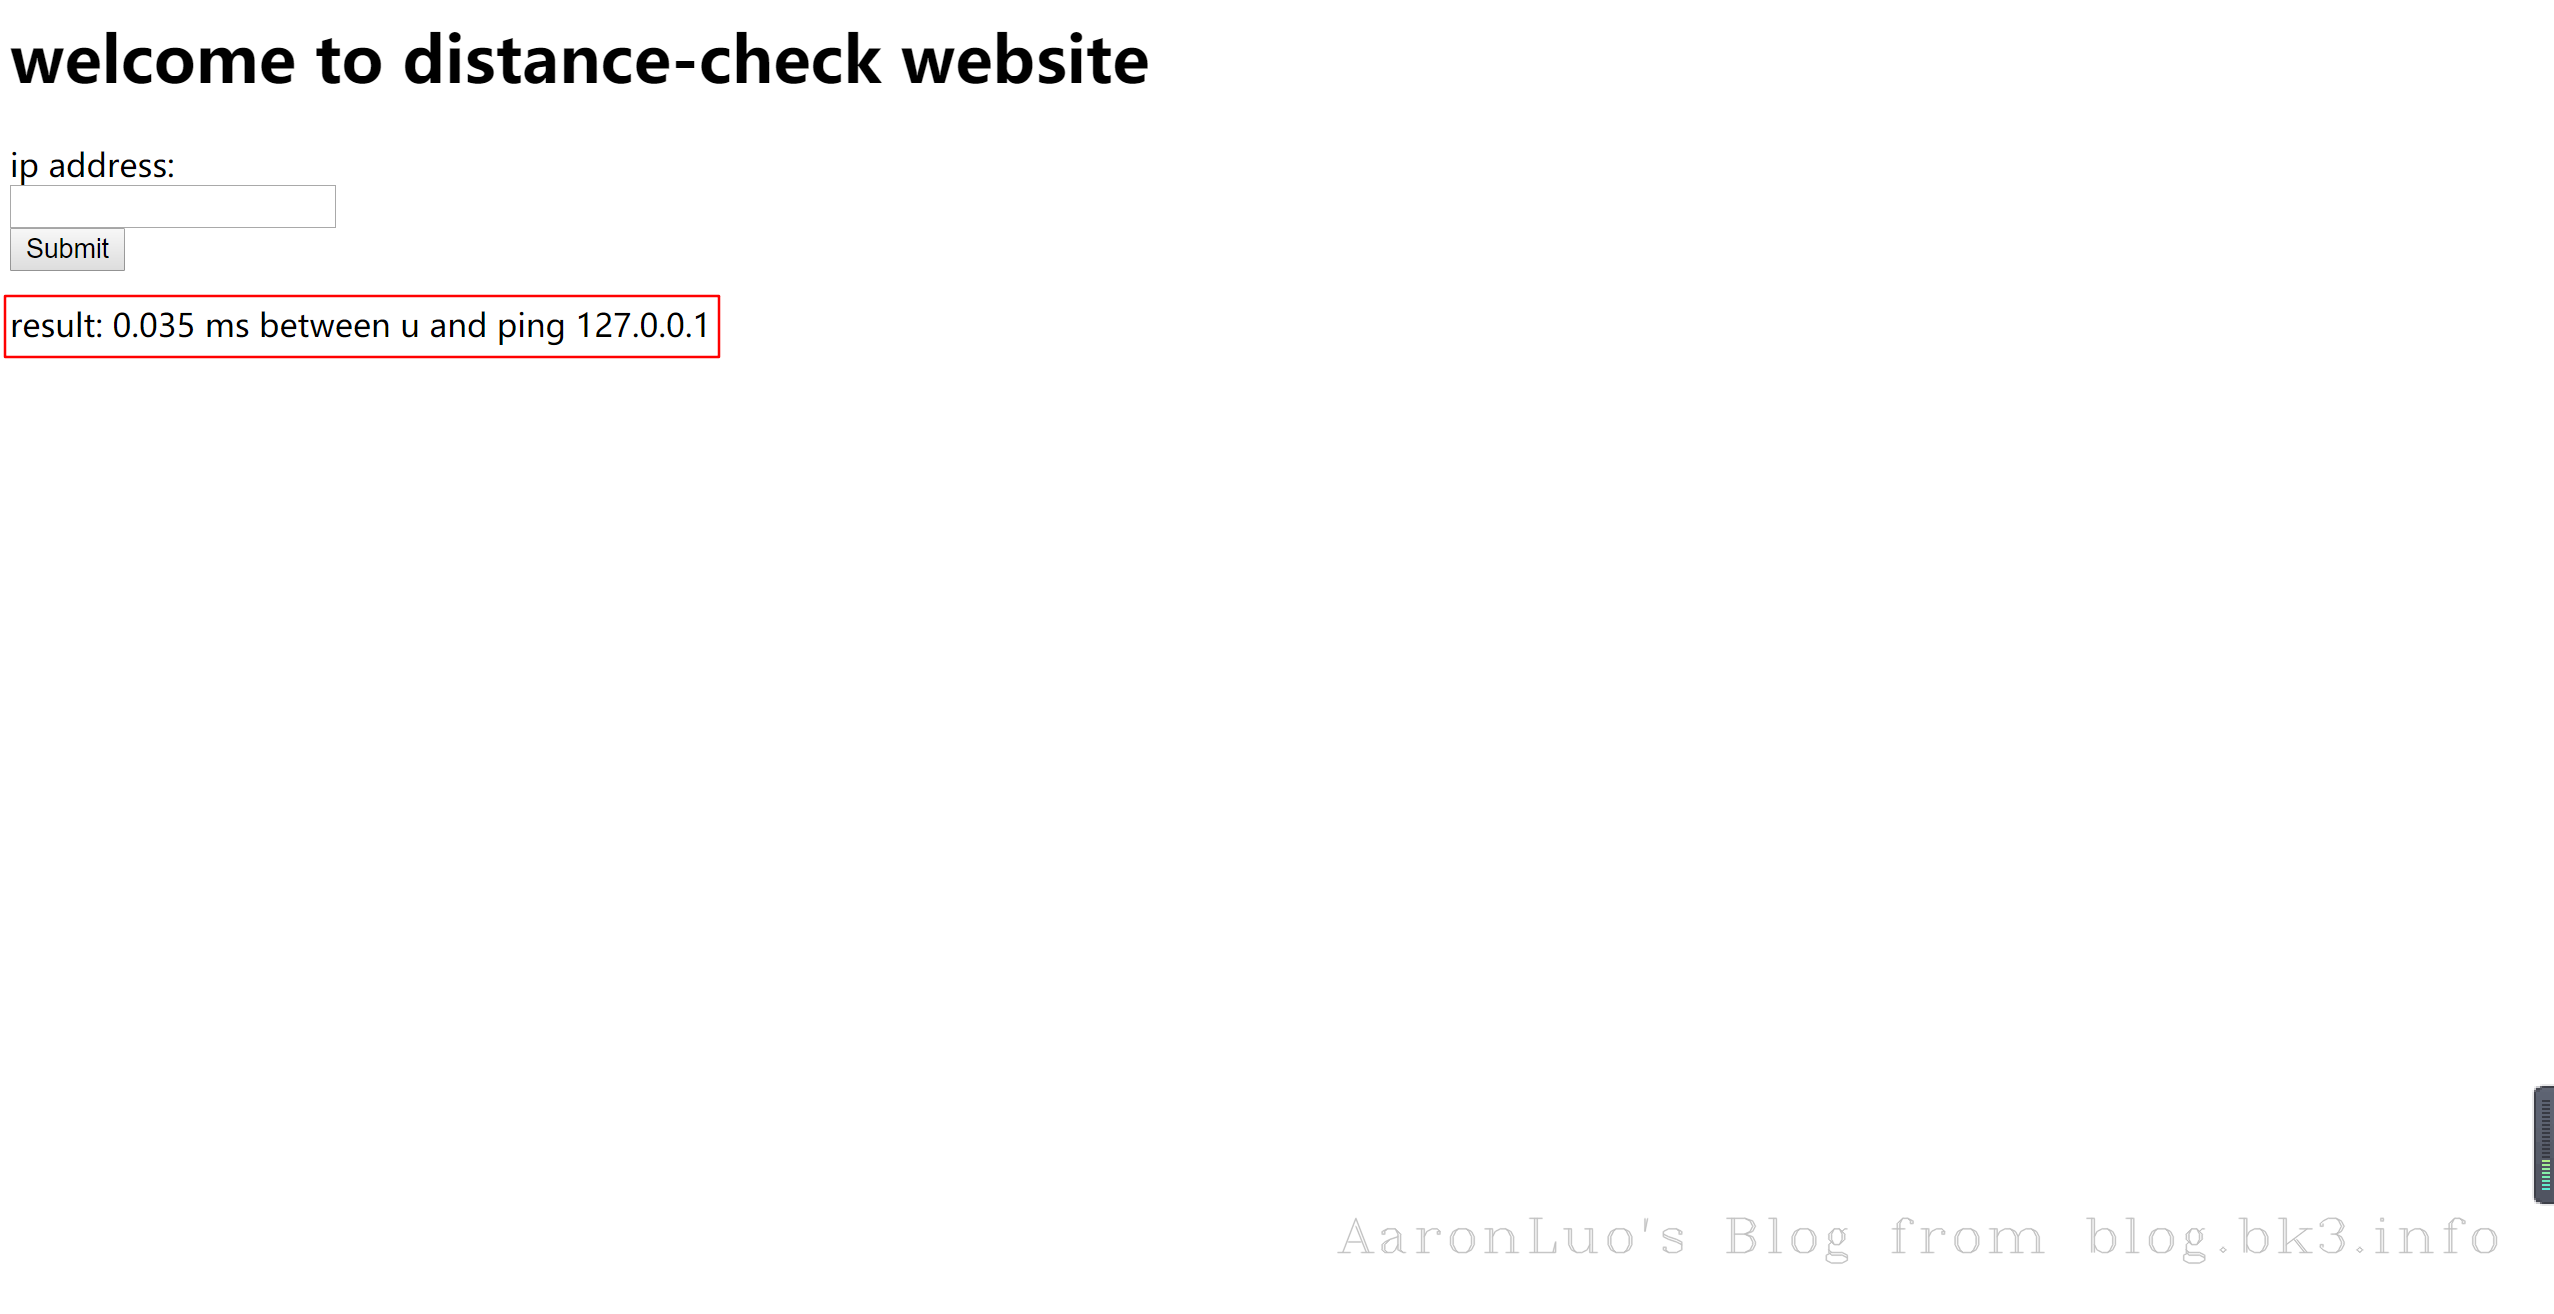 welcome to distance-check website
ip address:
Submit
result: 0.035 ms between u and ping 127.0.0.1
AaronLuo's Blog from blog.bk3.info